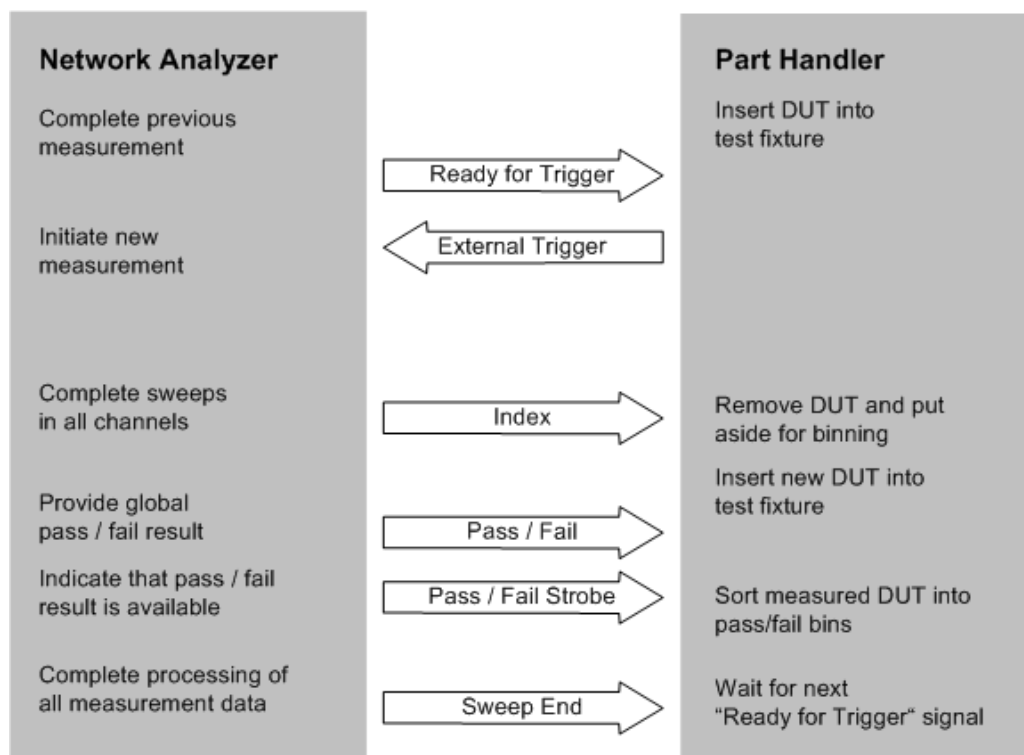 Network Analyzer
Complete previous
measurement
Initiate new
measurement
Complete sweeps
in all channels
Provide global
pass / fail result
Indicate that pass / fail
result is available
Complete processing of
all measurement data
Ready for Trigger
External Trigger
Index
Pass / Fail
Pass / Fail Strobe
Sweep End
Part Handler
Insert DUT into
test fixture
Remove DUT and put
aside for binning
Insert new DUT into
test fixture
Sort measured DUT into
pass/fail bins
Wait for next
“Ready for Trigger“ signal